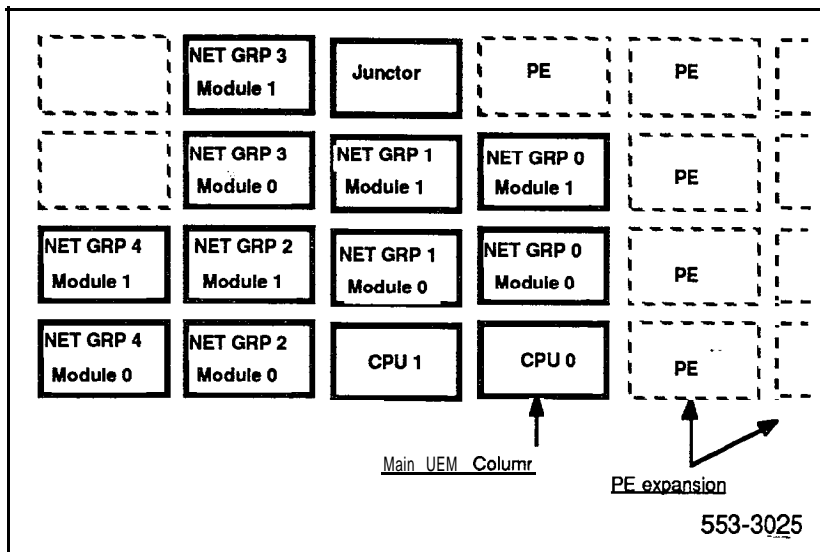 NET GRP 3
Module 1
Junctor
PE
PE
NET GRP 3
Module 0
NET GRP 1
Module 1
NET GRP 0
Module 1
PE
NET GRP 4
Module 1
NET GRP 2
Module 1
NET GRP 1
Module 0
NET GRP 0
Module 0
PE
NET GRP 4
Module 0
NET GRP 2
Module 0
CPU 1
CPU 0
PE
Main UEM Columr
PE expansion
553-3025